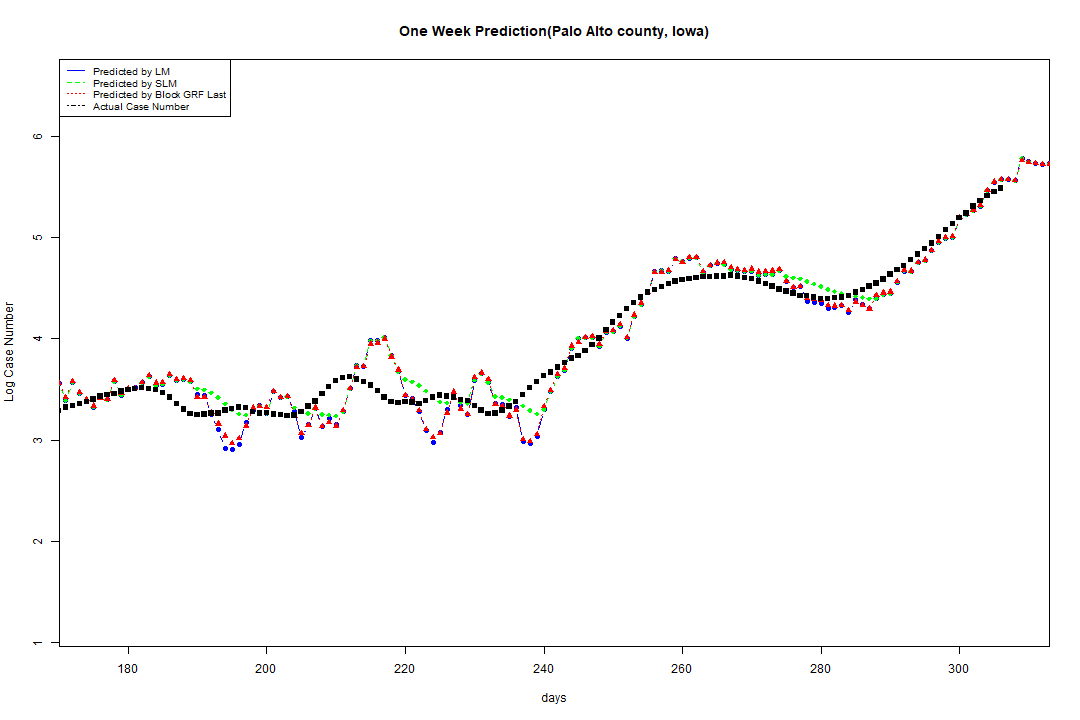 One Week Prediction(Palo Alto county, Iowa)
Predicted by LM
Predicted by SLM
Predicted by Block GRF Last
Actual Case Number
6
5
4
3
2
1
Log Case Number
180 200 220 240 260 280 300
days